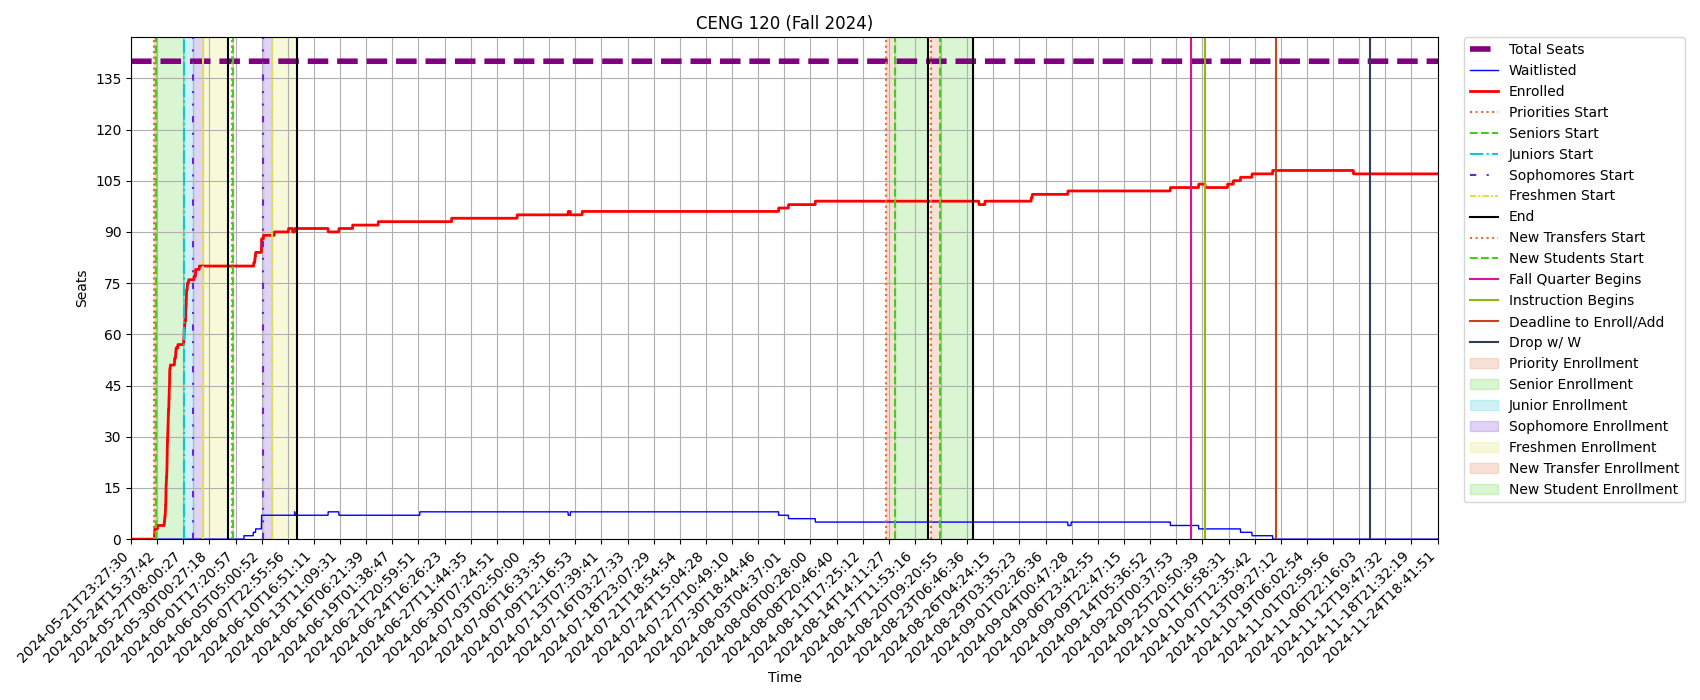 CENG 120 (Fall 2024)
Seats
135
120
105
90
75
60
45
30
15
0
2024-05-21T23:27:30
2024-05-24T15:37:42
2024-05-27T08:00:27
2024-05-30T00:27:18
2024-06-01T17:20:57
2024-06-05T05:00:52
2024-06-07T22:55:56
2024-06-10T16:51:11
2024-06-13T11:09:31
2024-06-16T06:21:39
2024-06-19T01:38:47
2024-06-21T20:59:51
2024-06-24T16:26:23
2024-06-27T11:44:35
2024-06-30T07:24:51
2024-07-03T02:50:00
2024-07-06T16:33:35
2024-07-09T12:16:53
2024-07-13T07:39:41
2024-07-16T03:27:33
2024-07-18T23:07:29
2024-07-21T18:54:54
2024-07-24T15:04:28
2024-07-27T10:49:10
2024-07-30T18:44:46
2024-08-03T04:37:01
2024-08-06T00:28:00
2024-08-08T20:46:40
2024-08-11T17:25:12
2024-08-14T14:11:27
2024-08-17T11:53:16
2024-08-20T09:20:55
2024-08-23T06:46:36
2024-08-26T04:24:15
2024-08-29T03:35:23
2024-09-01T02:26:36
2024-09-04T00:47:28
2024-09-06T23:42:55
2024-09-09T22:47:15
2024-09-14T05:36:52
2024-09-20T00:37:53
2024-09-25T20:50:39
2024-10-01T16:58:31
2024-10-07T12:35:42
2024-10-13T09:27:12
2024-10-19T06:02:54
2024-11-01T02:59:56
2024-11-06T22:16:03
2024-11-12T19:47:32
2024-11-18T21:32:19
2024-11-24T18:41:51
Time
Total Seats
Waitlisted
Enrolled
Priorities Start
Seniors Start
Juniors Start
Sophomores Start
Freshmen Start
End
New Transfers Start
New Students Start
Fall Quarter Begins
Instruction Begins
Deadline to Enroll/Add
Drop w/ W
Priority Enrollment
Senior Enrollment
Junior Enrollment
Sophomore Enrollment
Freshmen Enrollment
New Transfer Enrollment
New Student Enrollment